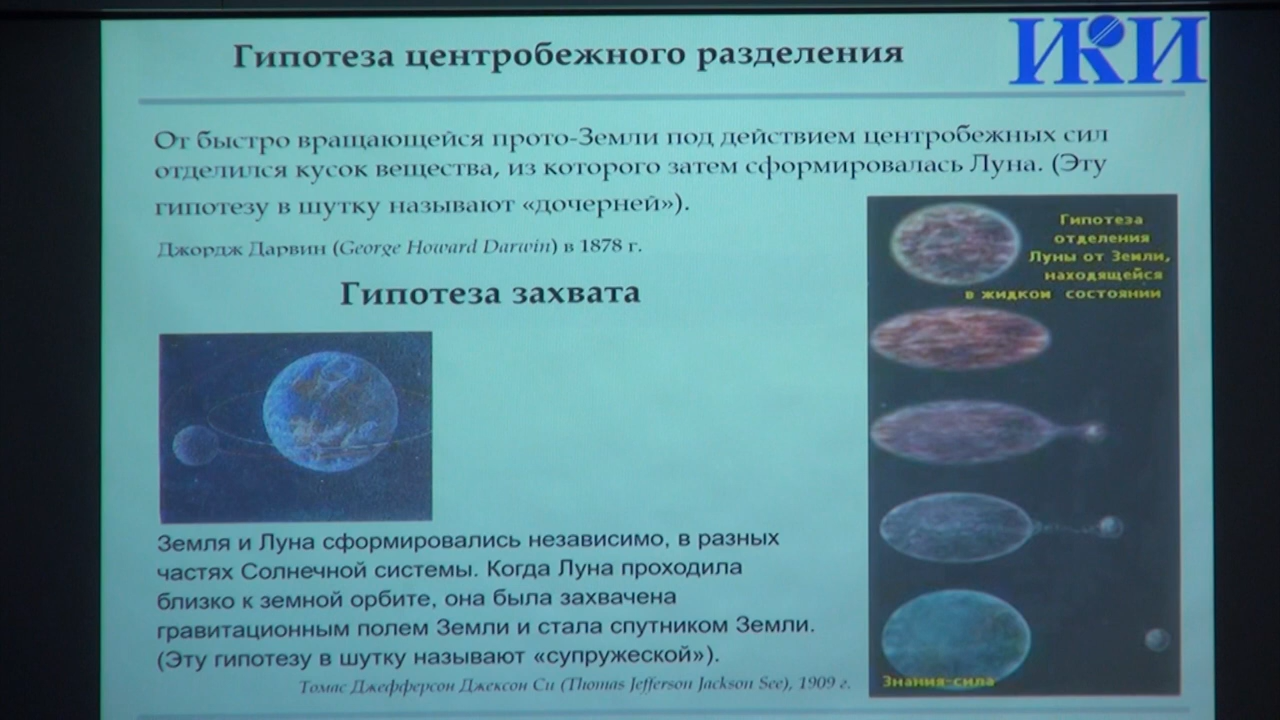 Гипотеза центробежного разделения
ИКИ
От быстро вращающейся прото-Земли под действием центробежных сил
отделился кусок вещества, из которого затем сформировалась Луна. (Эту
гипотезу в шутку называют «дочерней»).
Джордж Дарвин (George Howard Darwin) в 1878 г.
Гипотеза захвата
Земля и Луна сформировались независимо, в разных
частях Солнечной системы. Когда Луна проходила
близко к земной орбите, она была захвачена
гравитационным полем Земли и стала спутником Земли.
(Эту гипотезу в шутку называют «супружеской»).
Томас Джефферсон Джексон Си (Thomas Jefferson Jackson See), 1909 г.
Гипотеза
отделения
Луны от Земли,
находящейся
в жидком состоянии
Знания-сила